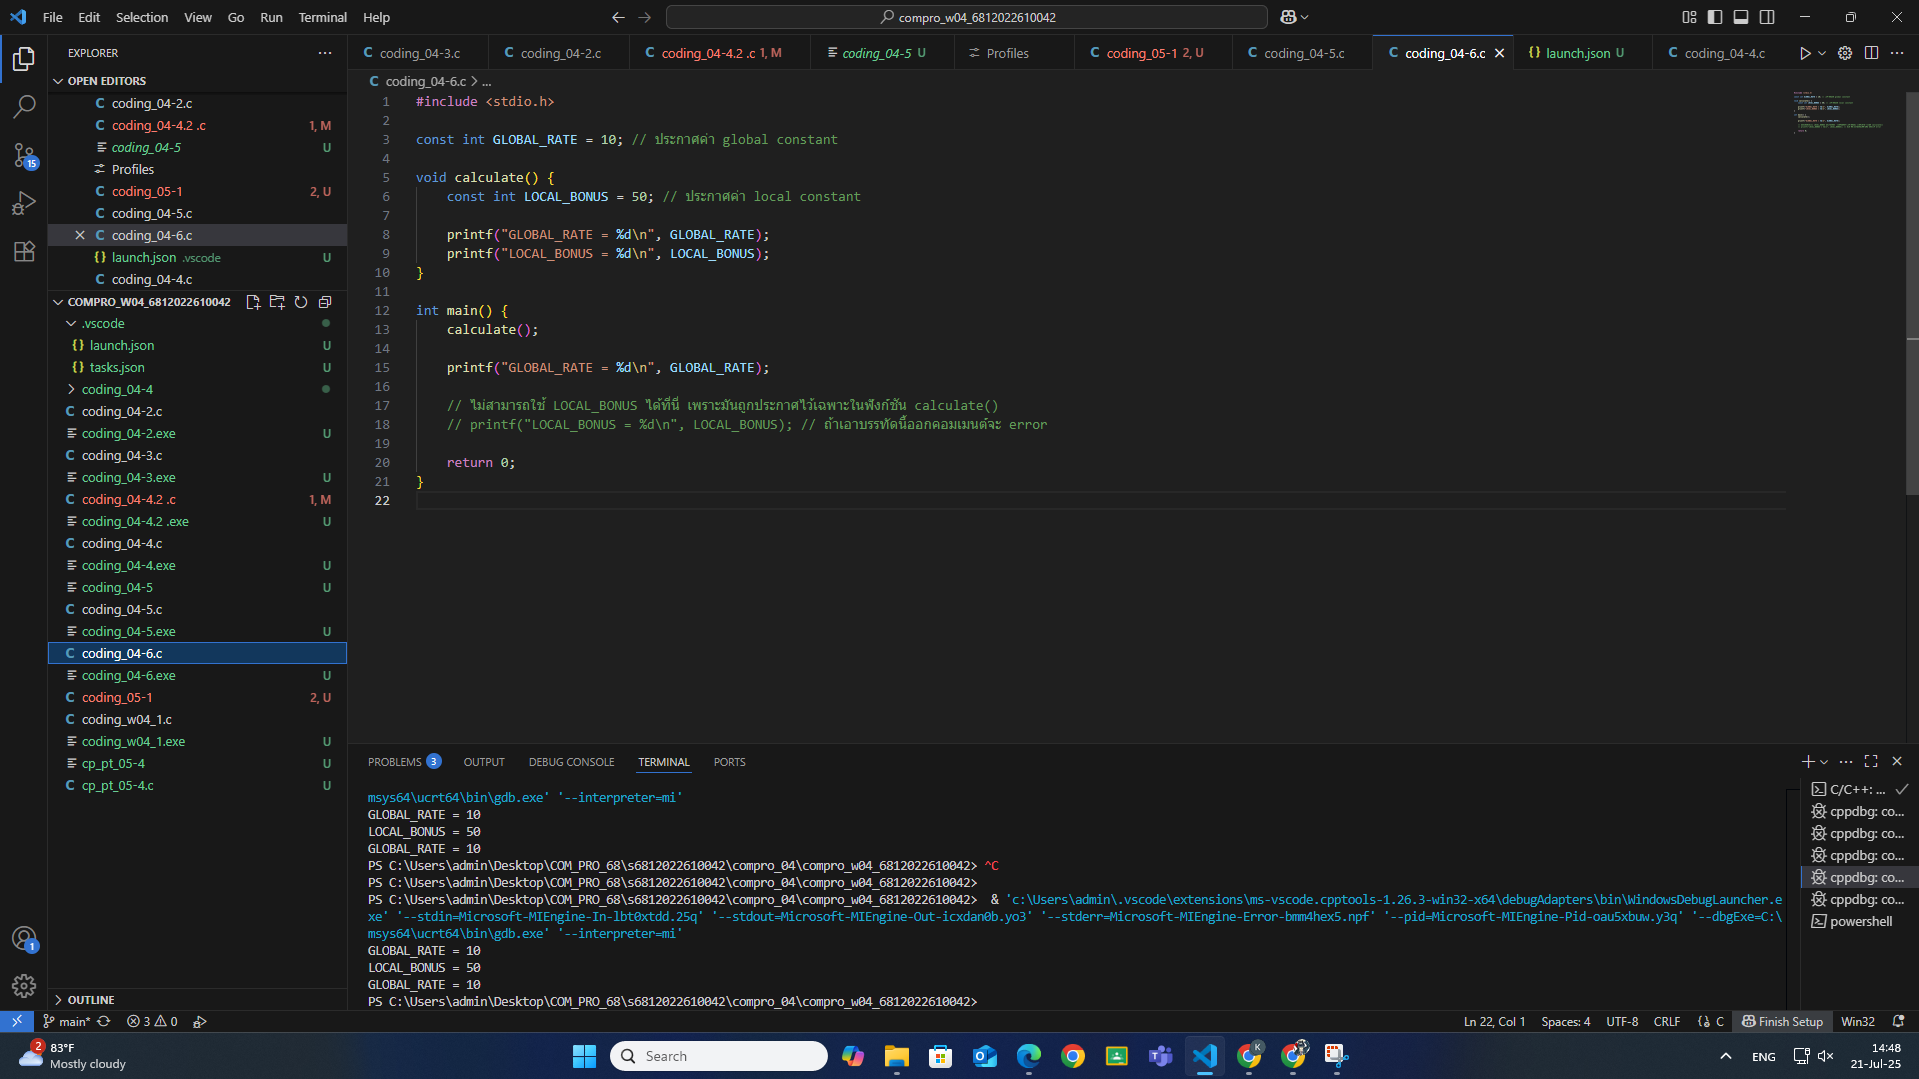 File Edit Selection View Go Run Terminal Help
compro_w04_6812022610042
EXPLORER
OPEN EDITORS
coding_04-2.c
coding_04-4.2 .c 1, M
coding_04-5 U
Profiles
coding_05-1 2, U
coding_04-5.c
coding_04-6.c
launch.json .vscode U
coding_04-4.c
COMPRO_W04_6812022610042
.vscode
launch.json U
tasks.json U
coding_04-4
coding_04-2.c
coding_04-2.exe U
coding_04-3.c
coding_04-3.exe U
coding_04-4.2 .c 1, M
coding_04-4.2 .exe U
coding_04-4.c
coding_04-4.exe U
coding_04-5 U
coding_04-5.c
coding_04-5.exe U
coding_04-6.c
coding_04-6.exe U
coding_05-1 2, U
coding_w04_1.c
coding_w04_1.exe U
cp_pt_05-4 U
cp_pt_05-4.c U
OUTLINE
coding_04-3.c coding_04-2.c coding_04-4.2 .c 1, M coding_04-5 U Profiles coding_05-1 2, U coding_04-5.c coding_04-6.c launch.json U coding_04-4.c
coding_04-6.c > ...
1 #include <stdio.h>
2
3 const int GLOBAL_RATE = 10; // ประกาศค่า global constant
4
5 void calculate() {
6 const int LOCAL_BONUS = 50; // ประกาศค่า local constant
7
8 printf("GLOBAL_RATE = %d\n", GLOBAL_RATE);
9 printf("LOCAL_BONUS = %d\n", LOCAL_BONUS);
10 }
11
12 int main() {
13 calculate();
14
15 printf("GLOBAL_RATE = %d\n", GLOBAL_RATE);
16
17 // ไม่สามารถใช้ LOCAL_BONUS ได้ที่นี่ เพราะมันถูกประกาศไว้เฉพาะในฟังก์ชัน calculate()
18 // printf("LOCAL_BONUS = %d\n", LOCAL_BONUS); // ถ้าเอาบรรทัดนี้ออกคอมเมนต์จะ error
19
20 return 0;
21 }
22
PROBLEMS 3 OUTPUT DEBUG CONSOLE TERMINAL PORTS
msys64\ucrt64\bin\gdb.exe' '--interpreter=mi'
GLOBAL_RATE = 10
LOCAL_BONUS = 50
GLOBAL_RATE = 10
PS C:\Users\admin\Desktop\COM_PRO_68\s6812022610042\compro_04\compro_w04_6812022610042> ^C
PS C:\Users\admin\Desktop\COM_PRO_68\s6812022610042\compro_04\compro_w04_6812022610042>
PS C:\Users\admin\Desktop\COM_PRO_68\s6812022610042\compro_04\compro_w04_6812022610042> & 'c:\Users\admin\.vscode\extensions\ms-vscode.cpptools-1.26.3-win32-x64\debugAdapters\bin\WindowsDebugLauncher.e
xe' '--stdin=Microsoft-MIEngine-In-lbt0xtdd.25q' '--stdout=Microsoft-MIEngine-Out-icxdan0b.yo3' '--stderr=Microsoft-MIEngine-Error-bmm4hex5.npf' '--pid=Microsoft-MIEngine-Pid-oau5xbuw.y3q' '--dbgExe=C:\
msys64\ucrt64\bin\gdb.exe' '--interpreter=mi'
GLOBAL_RATE = 10
LOCAL_BONUS = 50
GLOBAL_RATE = 10
PS C:\Users\admin\Desktop\COM_PRO_68\s6812022610042\compro_04\compro_w04_6812022610042>
C/C++: ...
cppdbg: co...
cppdbg: co...
cppdbg: co...
cppdbg: co...
cppdbg: co...
powershell
15
1
main* 3 0
Ln 22, Col 1 Spaces: 4 UTF-8 CRLF C Finish Setup Win32
2
83°F
Mostly cloudy
Search
K
ENG
14:48
21-Jul-25